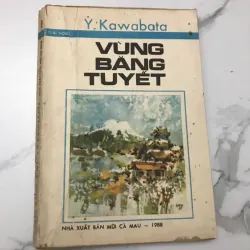 Y. Kawabata
VÙNG
BĂNG
TUYẾT
NHÀ XUẤT BẢN MŨI CÀ MAU – 1988